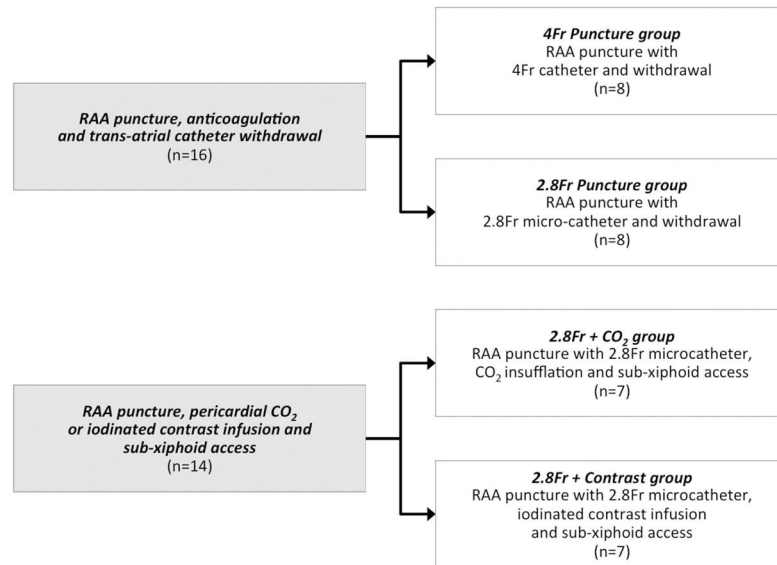 RAA puncture, anticoagulation
and trans-atrial catheter withdrawal
(n=16)
4Fr Puncture group
RAA puncture with
4Fr catheter and withdrawal
(n=8)
2.8Fr Puncture group
RAA puncture with
2.8Fr micro-catheter and withdrawal
(n=8)
RAA puncture, pericardial CO₂
or iodinated contrast infusion and
sub-xiphoid access
(n=14)
2.8Fr + CO₂ group
RAA puncture with 2.8Fr microcatheter,
CO₂ insufflation and sub-xiphoid access
(n=7)
2.8Fr + Contrast group
RAA puncture with 2.8Fr microcatheter,
iodinated contrast infusion
and sub-xiphoid access
(n=7)